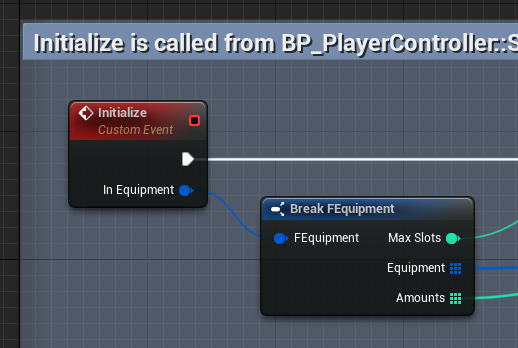 Initialize is called from BP_PlayerController::S
Initialize
Custom Event
In Equipment
Break FEquipment
FEquipment
Max Slots
Equipment
Amounts